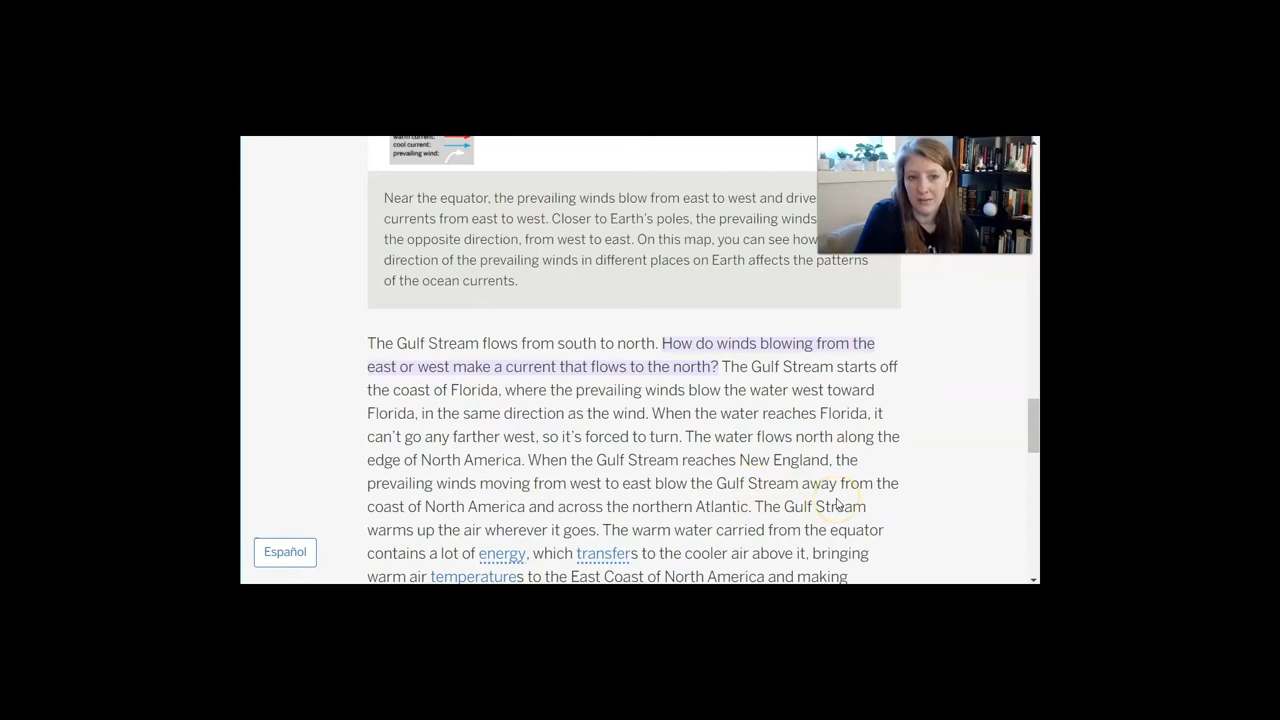 warm current:
cool current:
prevailing wind:
Near the equator, the prevailing winds blow from east to west and drive
currents from east to west. Closer to Earth's poles, the prevailing winds
the opposite direction, from west to east. On this map, you can see how
direction of the prevailing winds in different places on Earth affects the patterns
of the ocean currents.
The Gulf Stream flows from south to north. How do winds blowing from the
east or west make a current that flows to the north? The Gulf Stream starts off
the coast of Florida, where the prevailing winds blow the water west toward
Florida, in the same direction as the wind. When the water reaches Florida, it
can't go any farther west, so it's forced to turn. The water flows north along the
edge of North America. When the Gulf Stream reaches New England, the
prevailing winds moving from west to east blow the Gulf Stream away from the
coast of North America and across the northern Atlantic. The Gulf Stream
warms up the air wherever it goes. The warm water carried from the equator
contains a lot of energy, which transfers to the cooler air above it, bringing
warm air temperatures to the East Coast of North America and making
Español